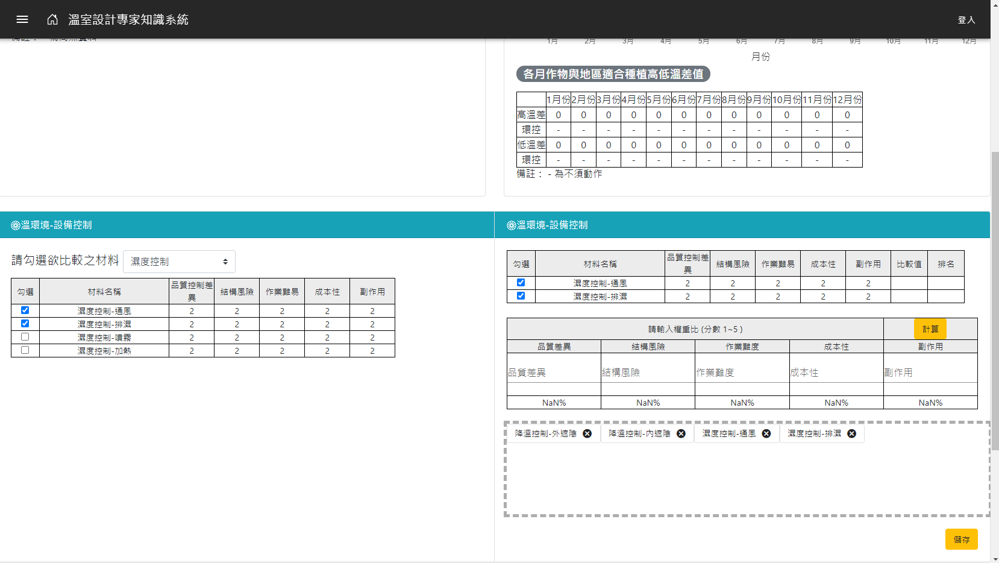 溫室設計專家知識系統
登入
1月 2月 3月 4月 5月 6月 7月 8月 9月 10月 11月 12月
月份
各月作物與地區適合種植高低溫差值
1月份 2月份 3月份 4月份 5月份 6月份 7月份 8月份 9月份 10月份 11月份 12月份
高溫差 0 0 0 0 0 0 0 0 0 0 0 0
環控 - - - - - - - - - - - -
低溫差 0 0 0 0 0 0 0 0 0 0 0 0
環控 - - - - - - - - - - - -
備註： - 為不須動作
溫環境-設備控制
請勾選欲比較之材料 濕度控制
勾選 材料名稱 品質控制差異 結構風險 作業難易 成本性 副作用
濕度控制-通風 2 2 2 2 2
濕度控制-排濕 2 2 2 2 2
濕度控制-噴霧 2 2 2 2 2
濕度控制-加熱 2 2 2 2 2
溫環境-設備控制
勾選 材料名稱 品質控制差異 結構風險 作業難易 成本性 副作用 比較值 排名
濕度控制-通風 2 2 2 2 2
濕度控制-排濕 2 2 2 2 2
請輸入權重比 (分數 1~5 ) 計算
品質差異 結構風險 作業難度 成本性 副作用
品質差異 結構風險 作業難度 成本性 副作用
NaN% NaN% NaN% NaN% NaN%
降溫控制-外遮陰 降溫控制-內遮陰 濕度控制-通風 濕度控制-排濕
儲存